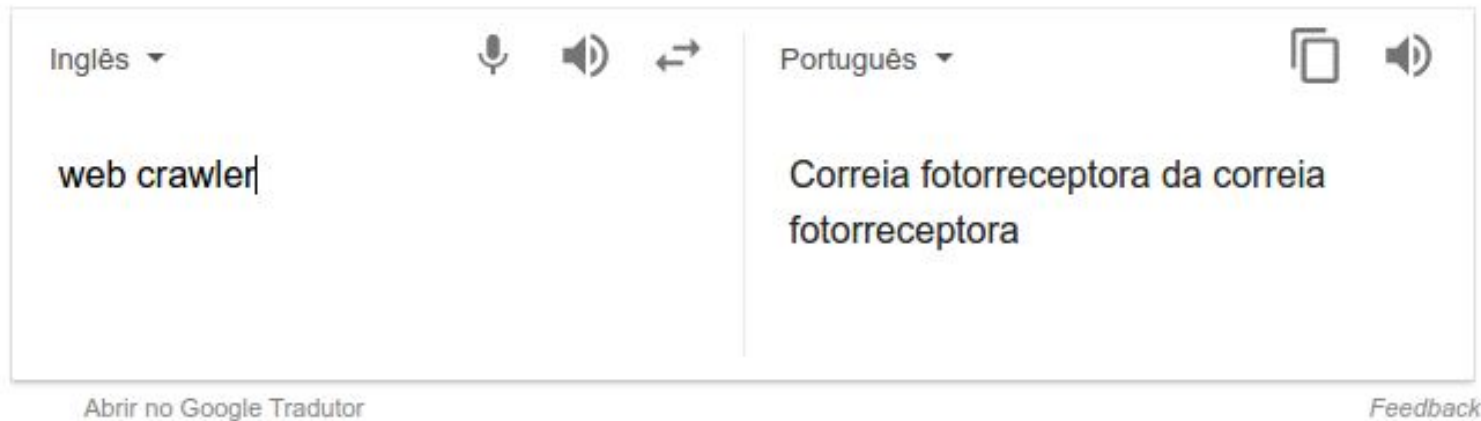 Inglês
Português
web crawler
Correia fotorreceptora da correia
fotorreceptora
Abrir no Google Tradutor
Feedback